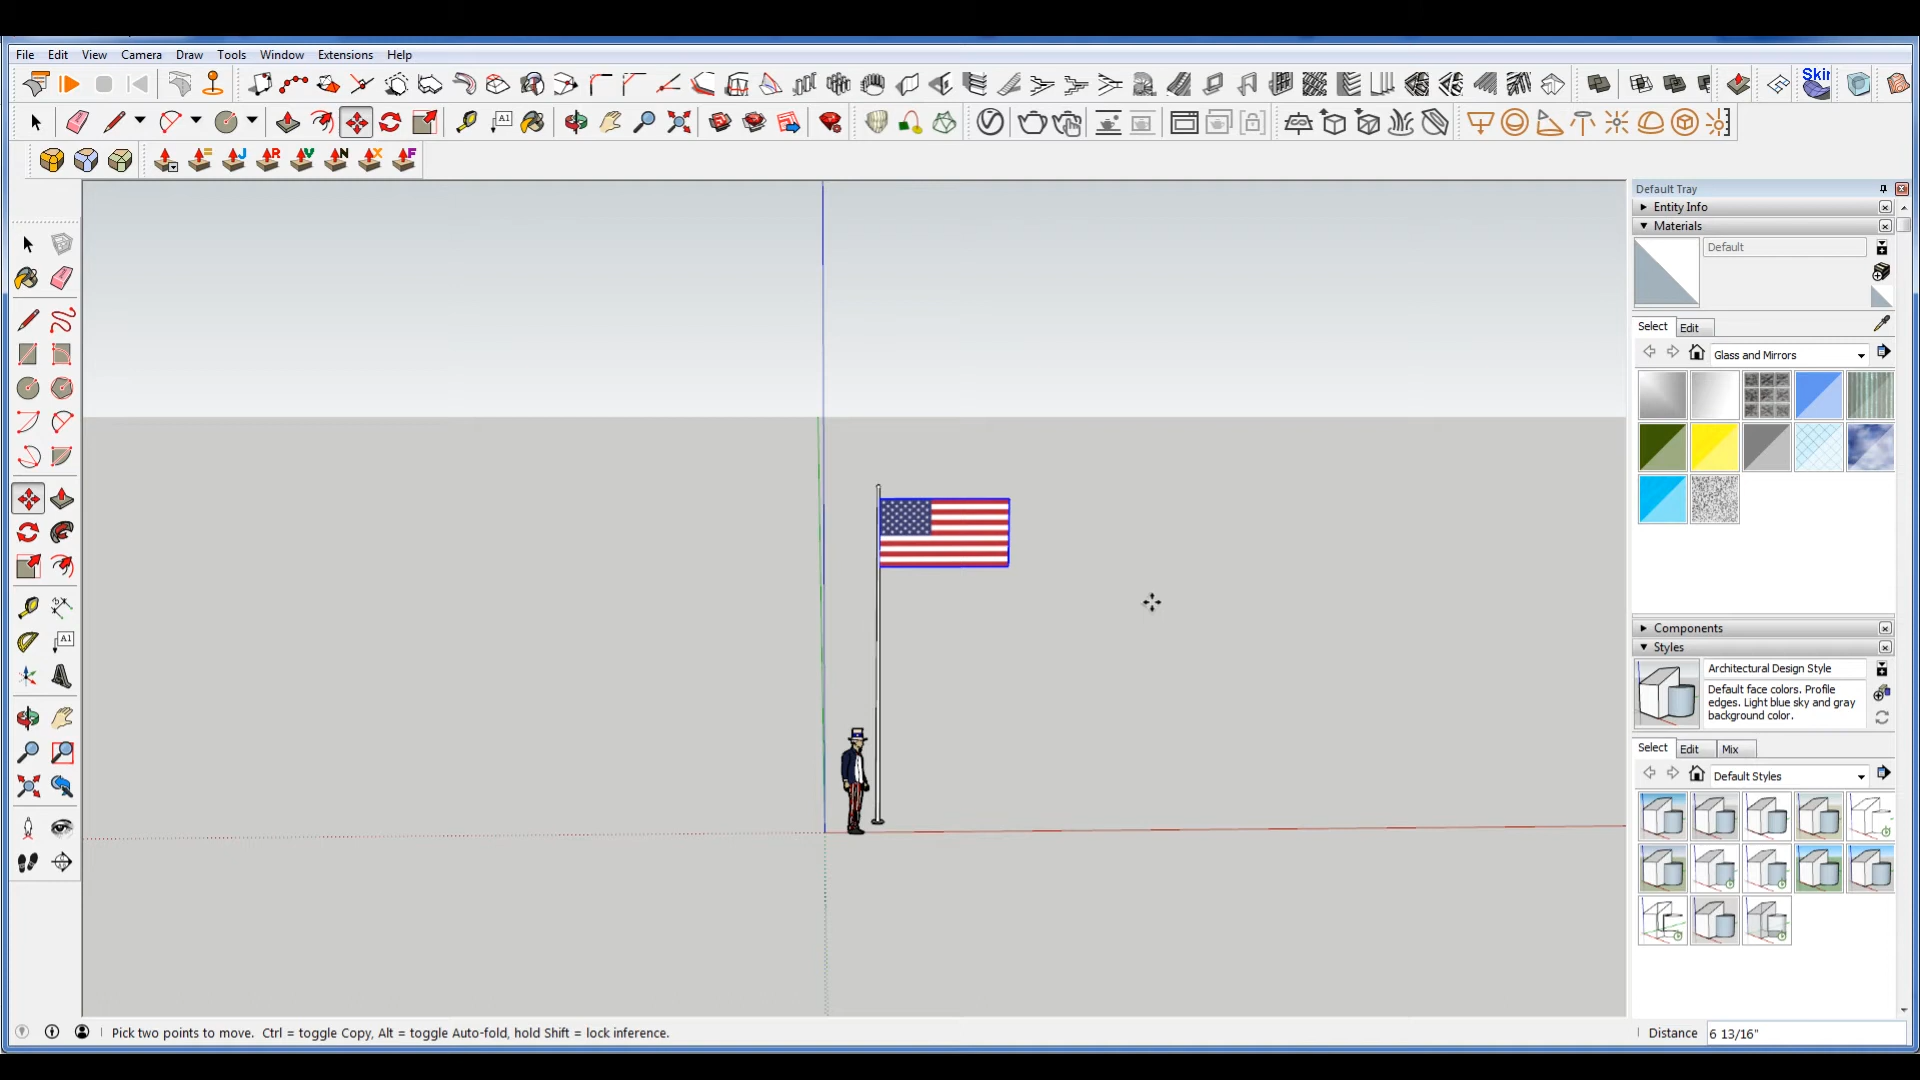 File Edit View Camera Draw Tools Window Extensions Help
Skir
A1
J R V N X F
Default Tray
Entity Info
Materials
Default
Select Edit
Glass and Mirrors
A1
Components
Styles
Architectural Design Style
Default face colors. Profile
edges. Light blue sky and gray
background color.
Select Edit Mix
Default Styles
Pick two points to move. Ctrl = toggle Copy, Alt = toggle Auto-fold, hold Shift = lock inference.
Distance 6 13/16"